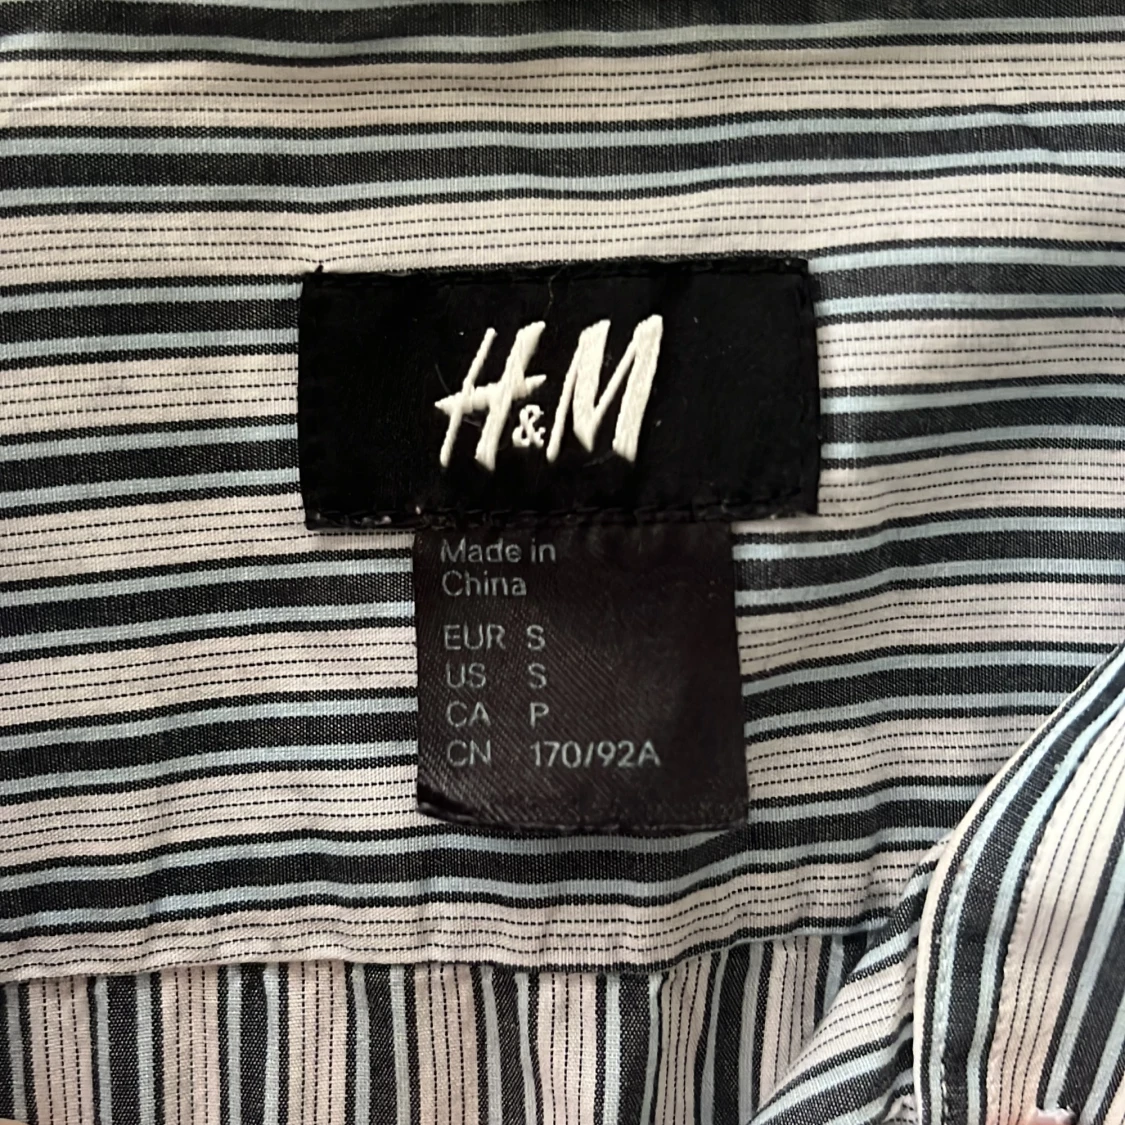 H&M
Made in
China
EUR S
US S
CA P
CN 170/92A